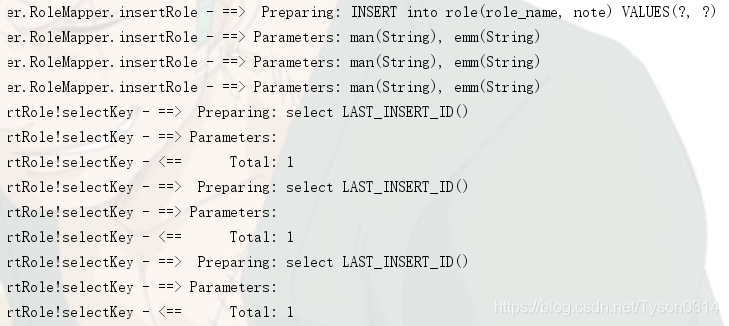 er.RoleMapper.insertRole - ==>  Preparing: INSERT into role(role_name, note) VALUES(?, ?)
er.RoleMapper.insertRole - ==> Parameters: man(String), emm(String)
er.RoleMapper.insertRole - ==> Parameters: man(String), emm(String)
er.RoleMapper.insertRole - ==> Parameters: man(String), emm(String)
rtRole!selectKey - ==>  Preparing: select LAST_INSERT_ID()
rtRole!selectKey - ==> Parameters:
rtRole!selectKey - <==      Total: 1
rtRole!selectKey - ==>  Preparing: select LAST_INSERT_ID()
rtRole!selectKey - ==> Parameters:
rtRole!selectKey - <==      Total: 1
rtRole!selectKey - ==>  Preparing: select LAST_INSERT_ID()
rtRole!selectKey - ==> Parameters:
rtRole!selectKey - <==      Total: 1
https://blog.csdn.net/Tyson0314